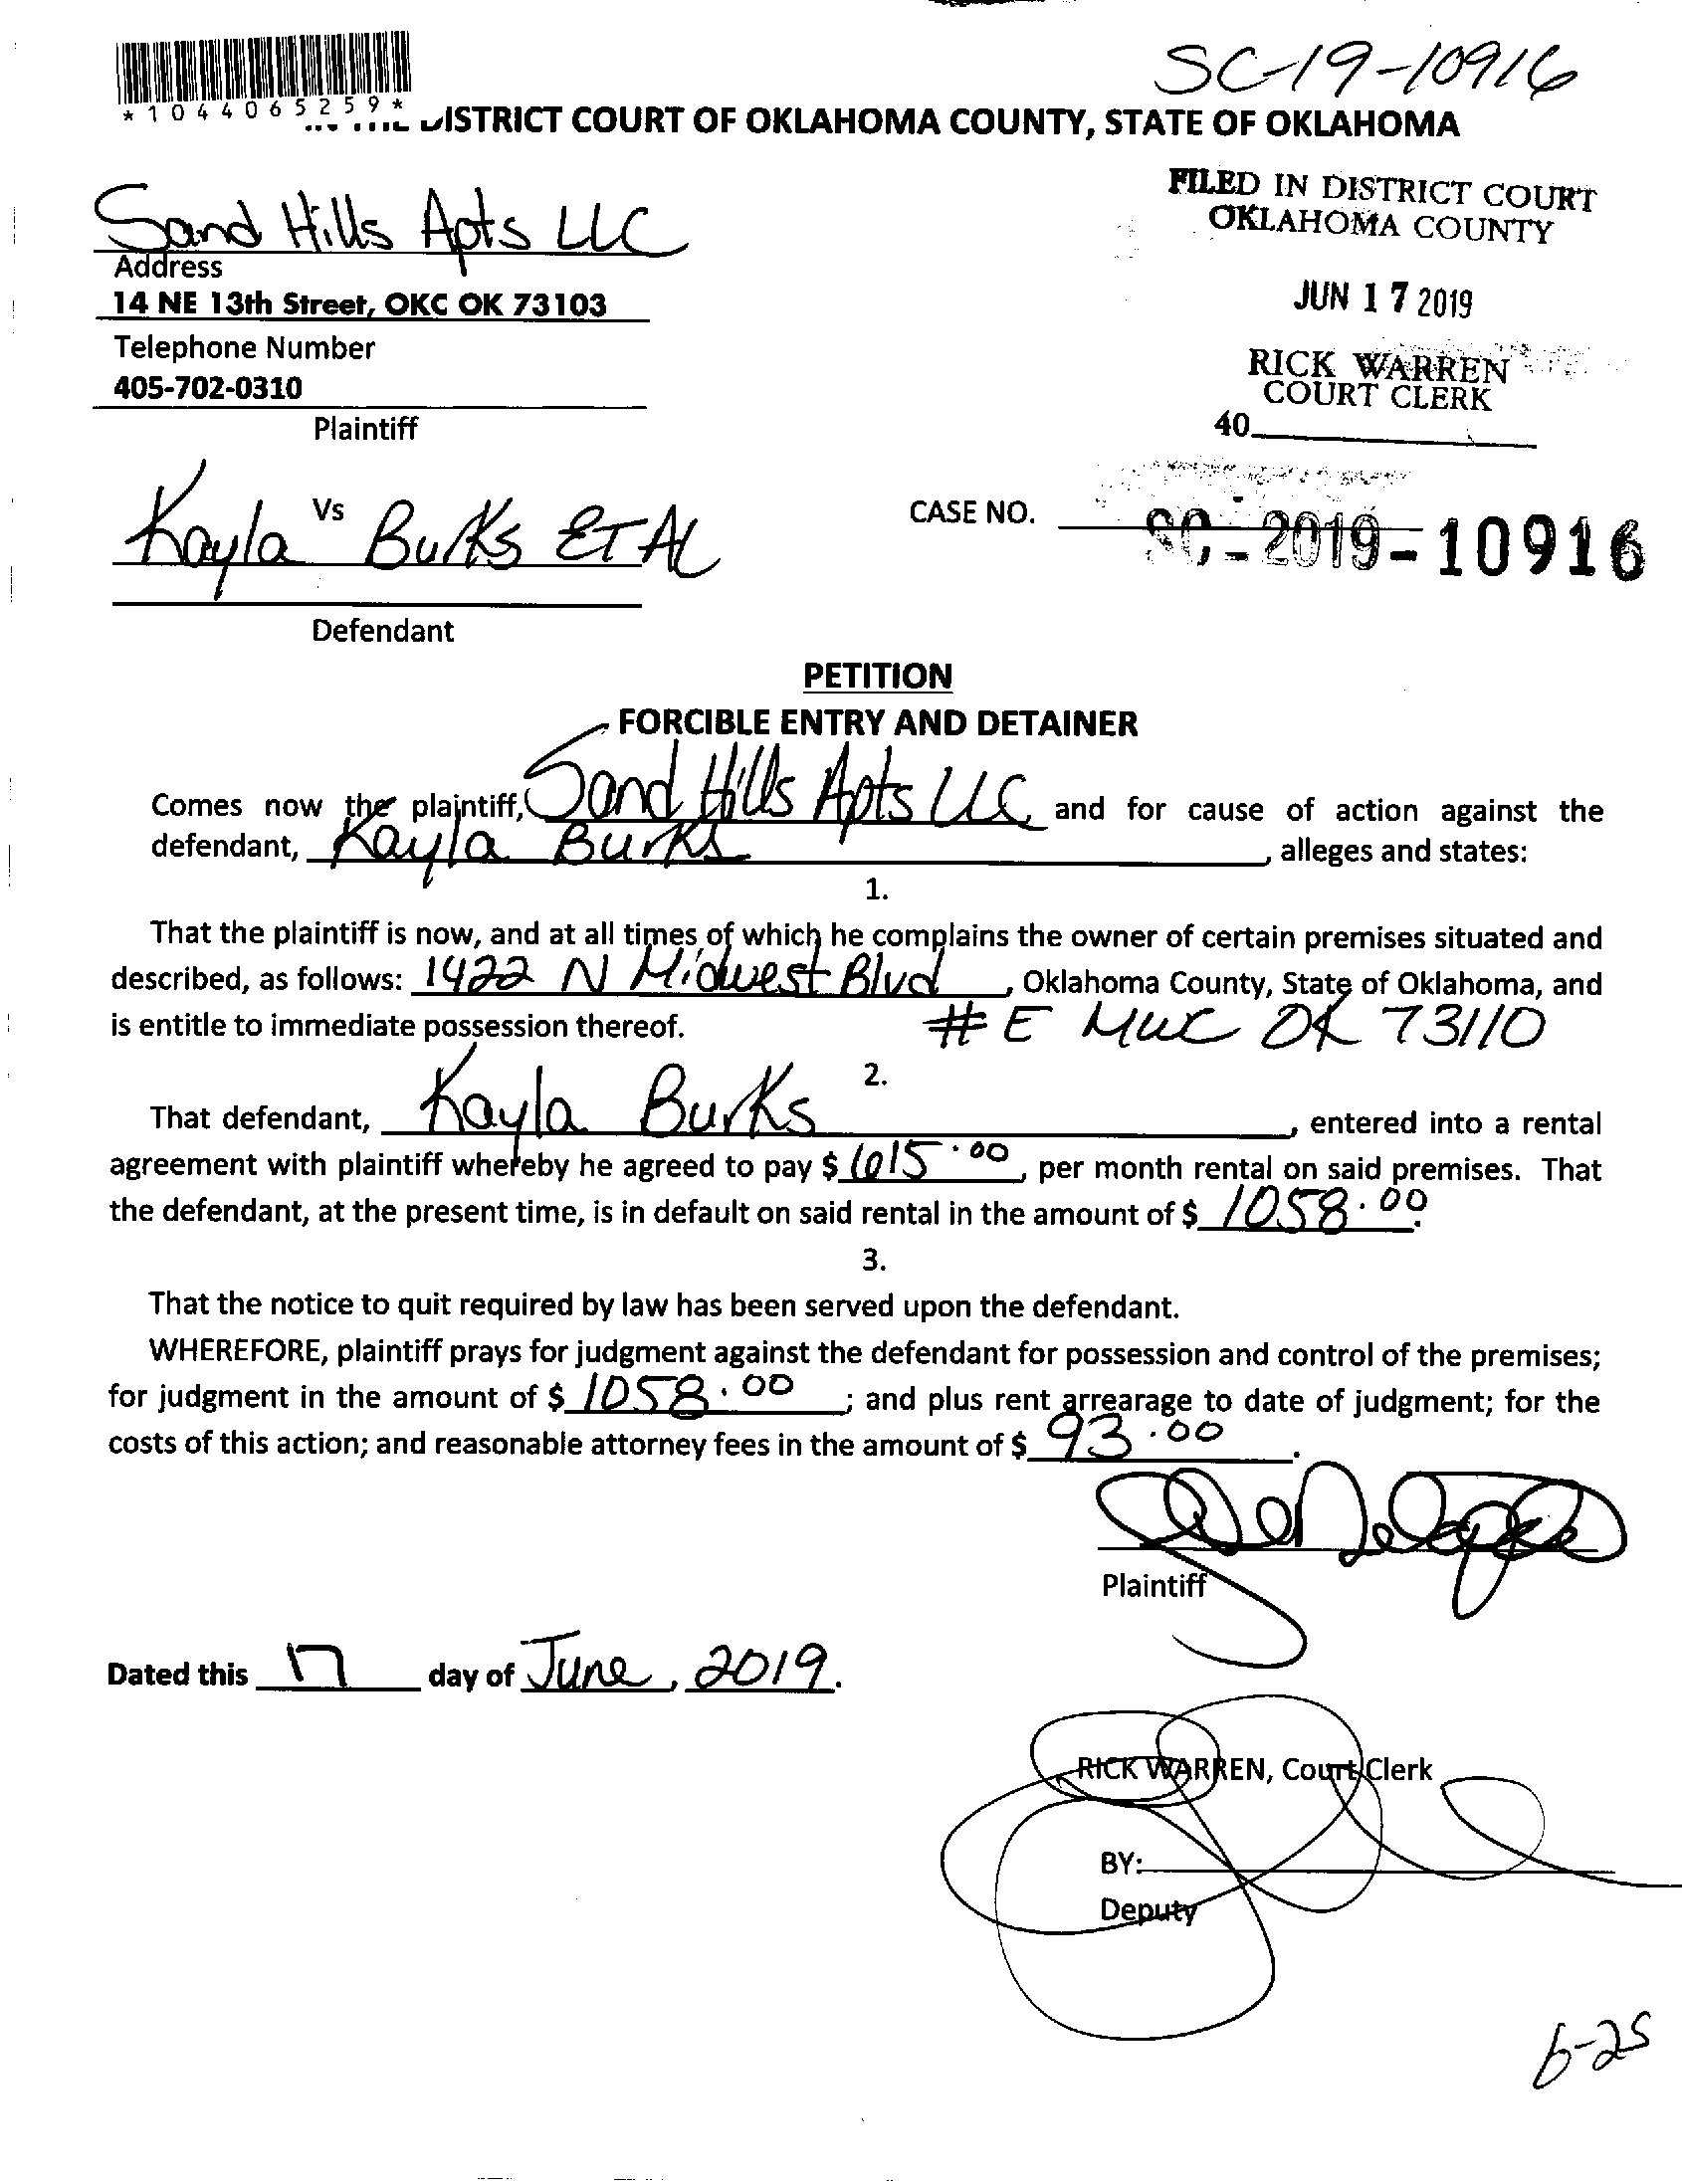 SC-19-10916
*1044065259*
DISTRICT COURT OF OKLAHOMA COUNTY, STATE OF OKLAHOMA
FILED IN DISTRICT COURT
OKLAHOMA COUNTY
Sand Hills Apts LLC
Address
14 NE 13th Street, OKC OK 73103
JUN 17 2019
Telephone Number
405-702-0310
RICK WARREN
COURT CLERK
40
Plaintiff
Vs
Kayla Burks ET AL
CASE NO. SC-2019-10916
Defendant
PETITION
FORCIBLE ENTRY AND DETAINER
Comes now the plaintiff, Sand Hills Apts LLC and for cause of action against the
defendant, Kayla Burks, alleges and states:
1.
That the plaintiff is now, and at all times of which he complains the owner of certain premises situated and
described, as follows: 1422 N Midwest Blvd, Oklahoma County, State of Oklahoma, and
is entitle to immediate possession thereof. #E MWC OK 73110
2.
That defendant, Kayla Burks, entered into a rental
agreement with plaintiff whereby he agreed to pay $ 615.00, per month rental on said premises. That
the defendant, at the present time, is in default on said rental in the amount of $ 1058.00.
3.
That the notice to quit required by law has been served upon the defendant.
WHEREFORE, plaintiff prays for judgment against the defendant for possession and control of the premises;
for judgment in the amount of $ 1058.00; and plus rent arrearage to date of judgment; for the
costs of this action; and reasonable attorney fees in the amount of $ 93.00.
Plaintiff
Dated this 17 day of June, 2019.
RICK WARREN, Court Clerk
BY:
Deputy
6-25